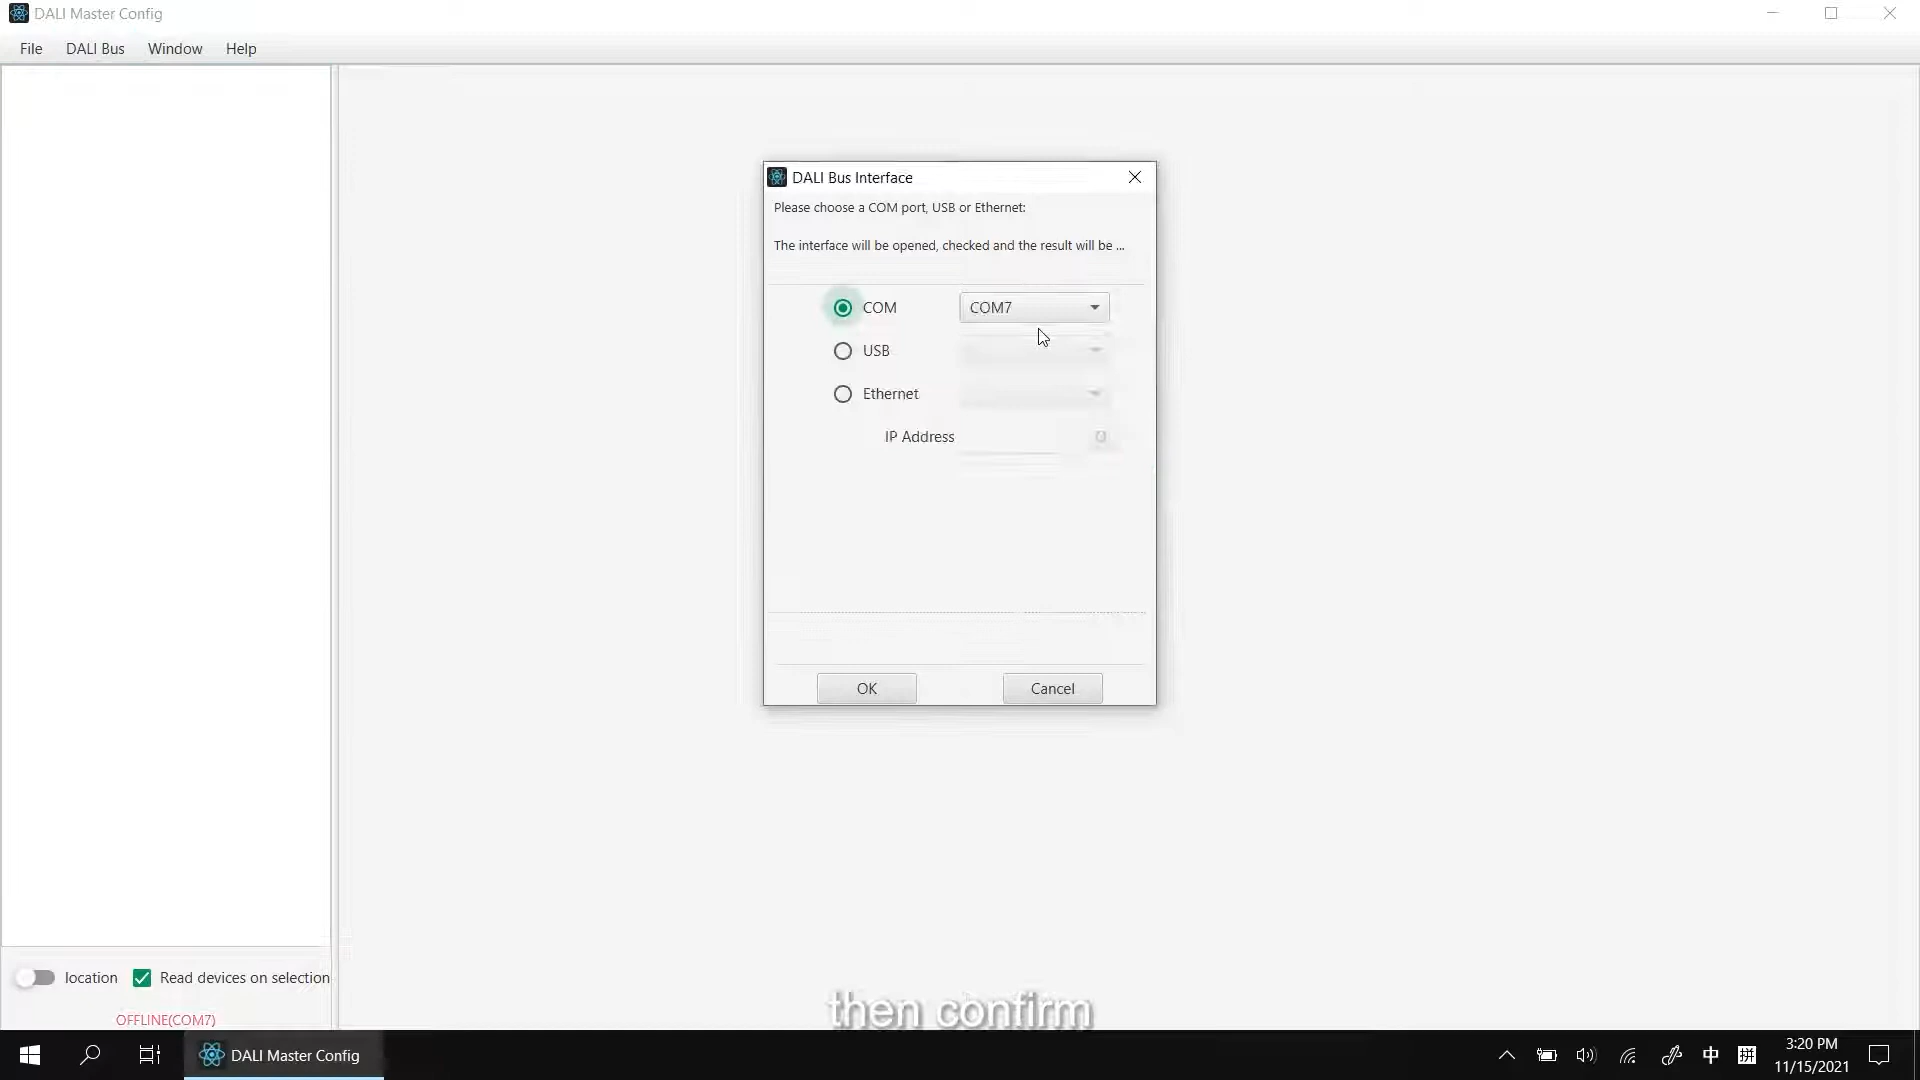 DALI Master Config
File DALI Bus Window Help
DALI Bus Interface
Please choose a COM port, USB or Ethernet:
The interface will be opened, checked and the result will be ...
COM COM7
USB
Ethernet
IP Address
OK Cancel
location Read devices on selection
OFFLINE(COM7)
then confirm
DALI Master Config
中 拼
3:20 PM
11/15/2021